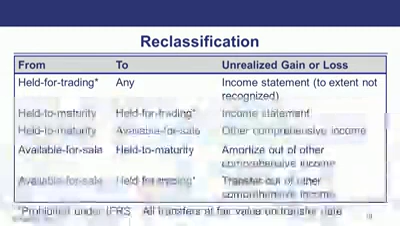 Reclassification
From To Unrealized Gain or Loss
Held-for-trading* Any Income statement (to extent not
recognized)
Held-to-maturity Held-for-trading* Income statement
Held-to-maturity Available-for-sale Other comprehensive income
Available-for-sale Held-to-maturity Amortize out of other
comprehensive income
Available-for-sale Held-for-trading* Transfer out of other
comprehensive income
*Prohibited under IFRS All transfers at fair value on transfer date